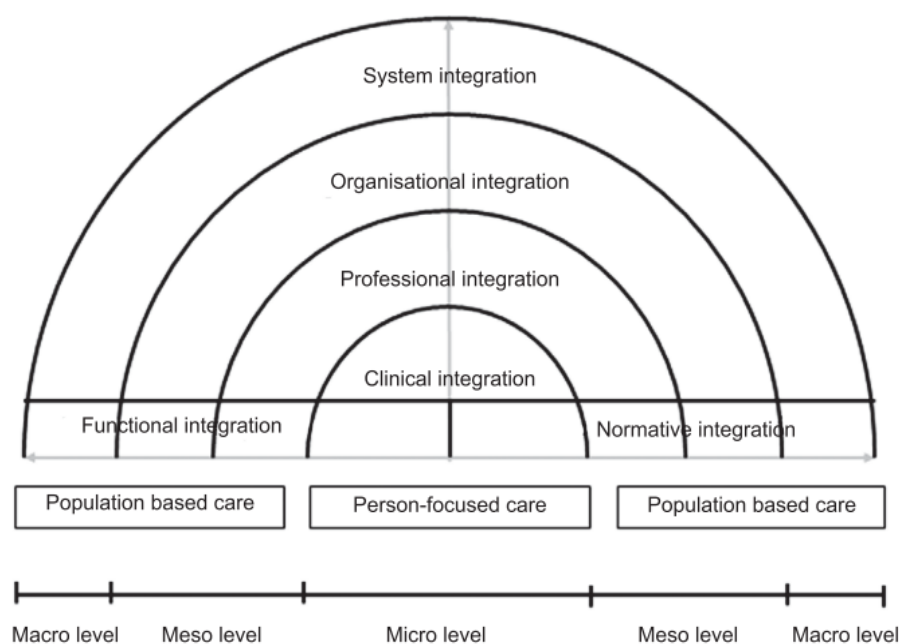 System integration
Organisational integration
Professional integration
Clinical integration
Functional integration
Normative integration
Population based care
Person-focused care
Population based care
Macro level
Meso level
Micro level
Meso level
Macro level